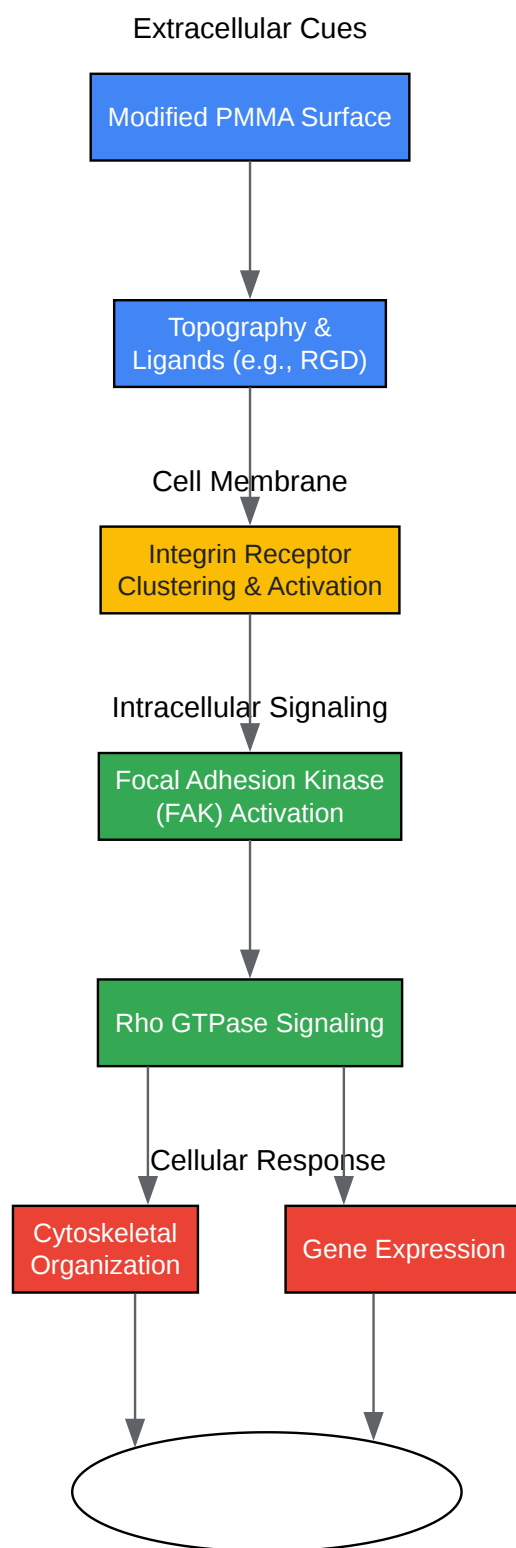 Extracellular Cues
Modified PMMA Surface
Topography &
Ligands (e.g., RGD)
Cell Membrane
Integrin Receptor
Clustering & Activation
Intracellular Signaling
Focal Adhesion Kinase
(FAK) Activation
Rho GTPase Signaling
Cellular Response
Cytoskeletal
Organization
Gene Expression